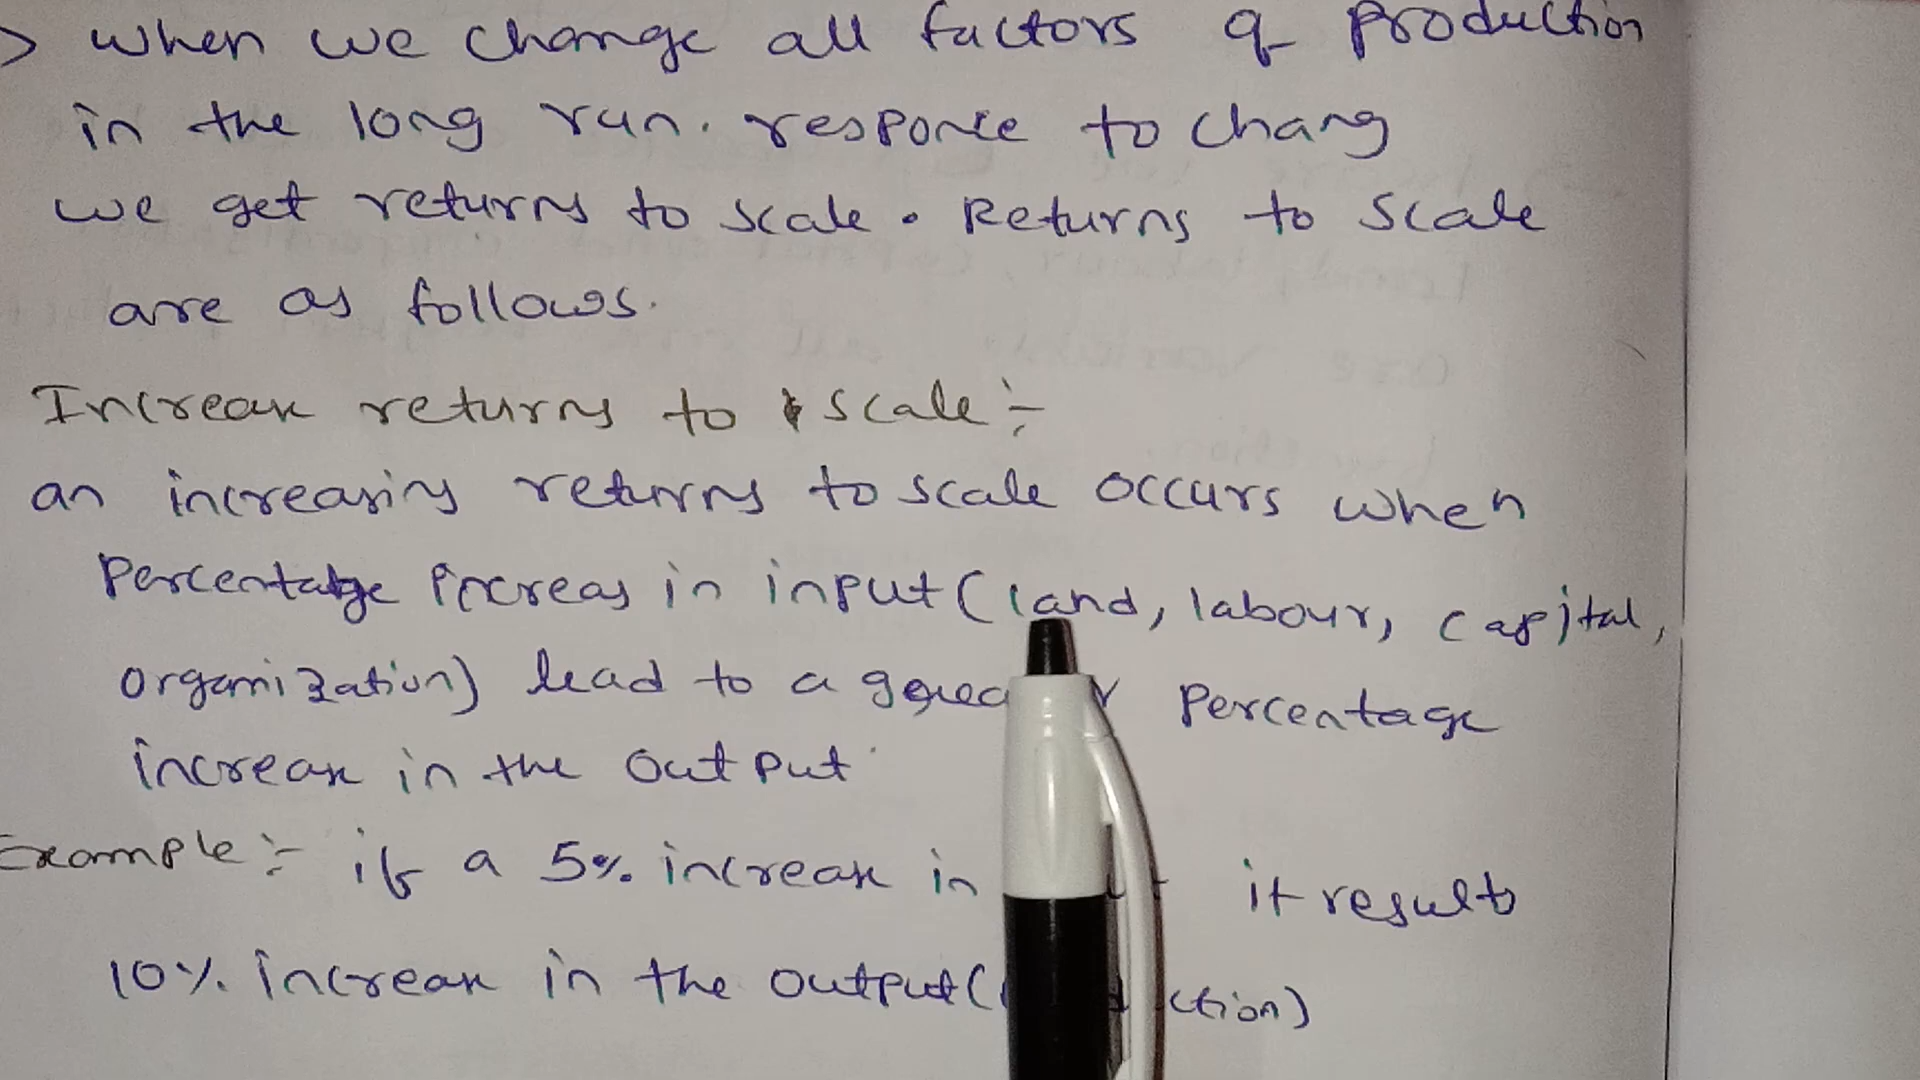 > when we change all factors of production
in the long run. response to chang
we get returns to scale. Returns to scale
are as follows.
Increase returns to scale :-
an increasing returns to scale occurs when
Percentage increas in input (land, labour, capital,
organization) lead to a Percentage
increase in the output
Example :- if a 5% increase in it results
10% increase in the output (